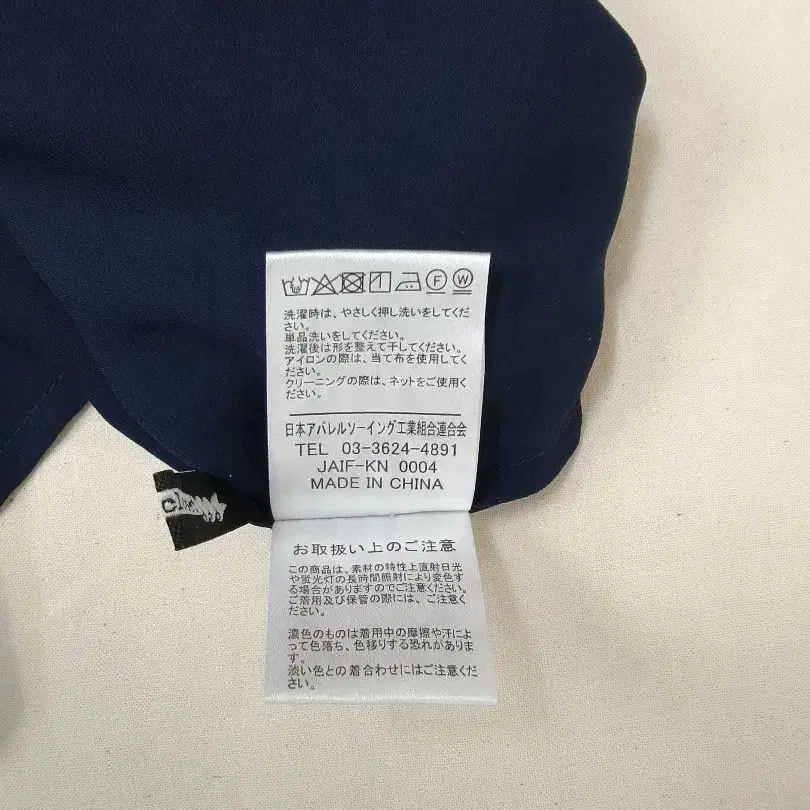 F W
洗濯時は、やさしく押し洗いをしてくだ
さい。
単品洗いをしてください。
洗濯後は形を整えて干してください。
アイロンの際は、当て布を使用してく
ださい。
クリーニングの際は、ネットをご使用く
ださい。
日本アパレルソーイング工業組合連合会
TEL 03-3624-4891
JAIF-KN 0004
MADE IN CHINA
お取扱い上のご注意
この商品は、素材の特性上直射日光
や蛍光灯の長時間照射により変色す
る場合がありますのでご注意ください。
ご着用及び保管の際には、ご注意く
ださい。
濃色のものは着用中の摩擦や汗によ
って色落ち、色移りする恐れがありま
す。
淡い色との着合わせにはご注意くだ
さい。